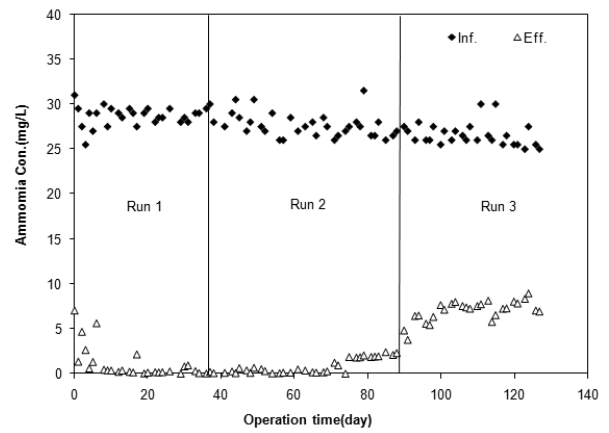 40
35
30
25
20
15
10
5
0
Ammomia Con.(mg/L)
◆Inf. △Eff.
Run 1 Run 2 Run 3
0 20 40 60 80 100 120 140
Operation time(day)